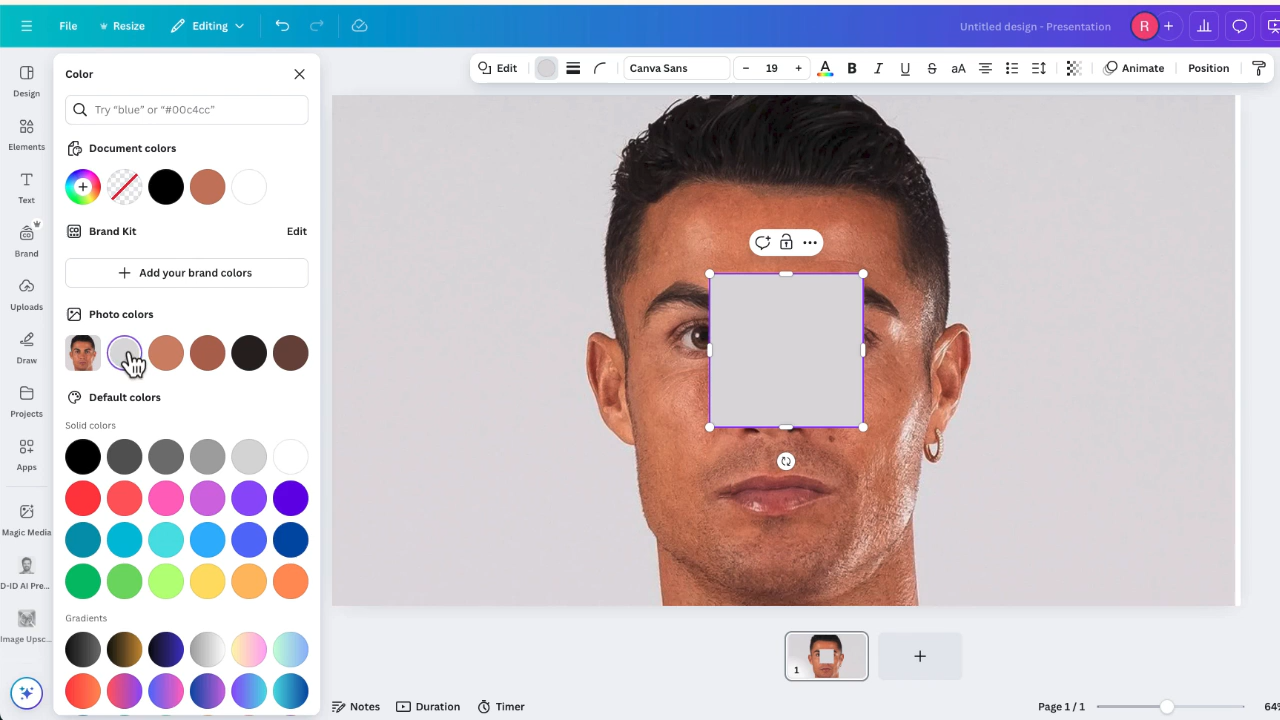 File
Resize
Editing
Untitled design - Presentation
R
Design
Elements
Text
Brand
Uploads
Draw
Projects
Apps
Magic Media
D-ID AI Pre...
Image Upsc...
Color
Try “blue” or “#00c4cc”
Document colors
Brand Kit
Edit
Add your brand colors
Photo colors
Default colors
Solid colors
Gradients
Edit
Canva Sans
19
A
B
I
U
S
aA
Animate
Position
1
Notes
Duration
Timer
Page 1 / 1
64%